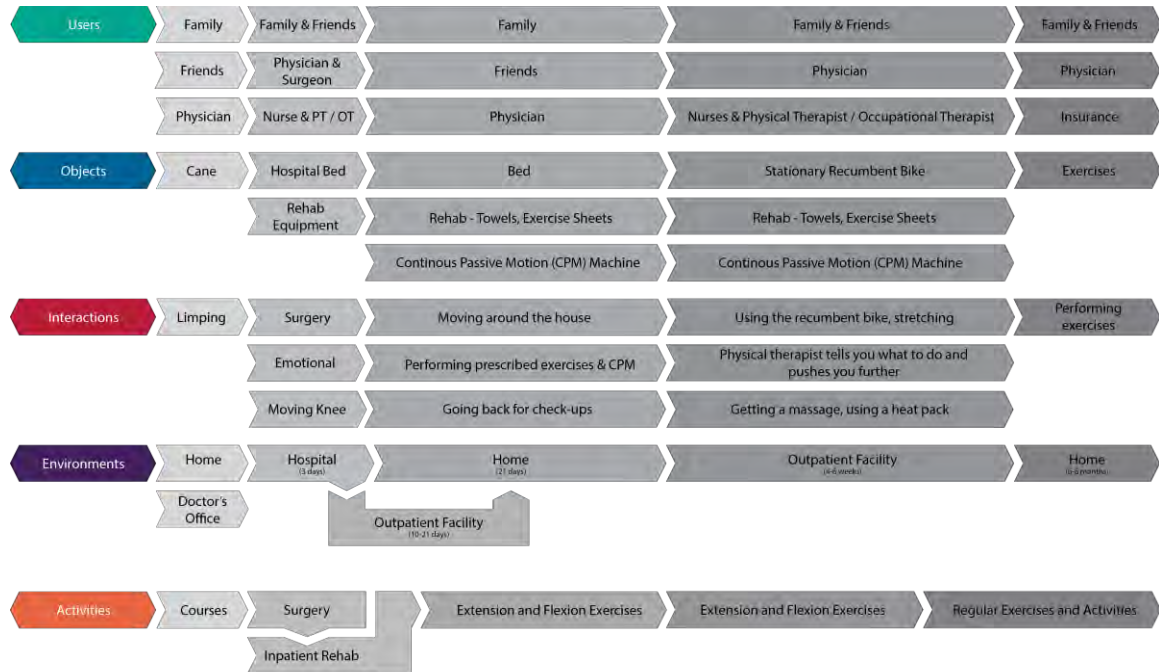 Users
Family
Family & Friends
Family
Family & Friends
Family & Friends
Friends
Physician &
Surgeon
Friends
Physician
Physician
Physician
Nurse & PT / OT
Physician
Nurses & Physical Therapist / Occupational Therapist
Insurance
Objects
Cane
Hospital Bed
Bed
Stationary Recumbent Bike
Exercises
Rehab
Equipment
Rehab - Towels, Exercise Sheets
Rehab - Towels, Exercise Sheets
Continous Passive Motion (CPM) Machine
Continous Passive Motion (CPM) Machine
Interactions
Limping
Surgery
Moving around the house
Using the recumbent bike, stretching
Performing
exercises
Emotional
Performing prescribed exercises & CPM
Physical therapist tells you what to do and
pushes you further
Moving Knee
Going back for check-ups
Getting a massage, using a heat pack
Environments
Home
Hospital
(3 days)
Home
(21 days)
Outpatient Facility
(4-6 weeks)
Home
months)
Doctor's
Office
Outpatient Facility
(10-21 days)
Activities
Courses
Surgery
Extension and Flexion Exercises
Extension and Flexion Exercises
Regular Exercises and Activities
Inpatient Rehab